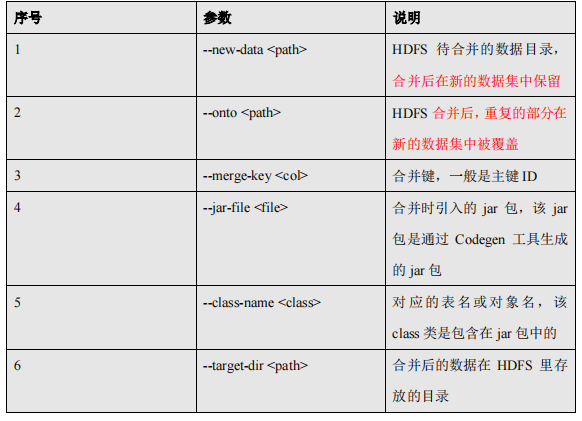 序号 参数 说明
1 --new-data <path> HDFS 待合并的数据目录，
合并后在新的数据集中保留
2 --onto <path> HDFS 合并后，重复的部分在
新的数据集中被覆盖
3 --merge-key <col> 合并键，一般是主键 ID
4 --jar-file <file> 合并时引入的 jar 包，该 jar
包是通过 Codegen 工具生成
的 jar 包
5 --class-name <class> 对应的表名或对象名，该
class 类是包含在 jar 包中的
6 --target-dir <path> 合并后的数据在 HDFS 里存
放的目录